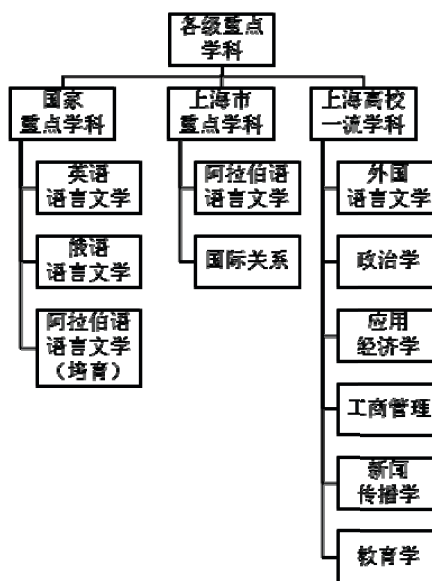 各级重点
学科
国家
重点学科
上海市
重点学科
上海高校
一流学科
英语
语言文学
俄语
语言文学
阿拉伯语
语言文学
（培育）
阿拉伯语
语言文学
国际关系
外国
语言文学
政治学
应用
经济学
工商管理
新闻
传播学
教育学